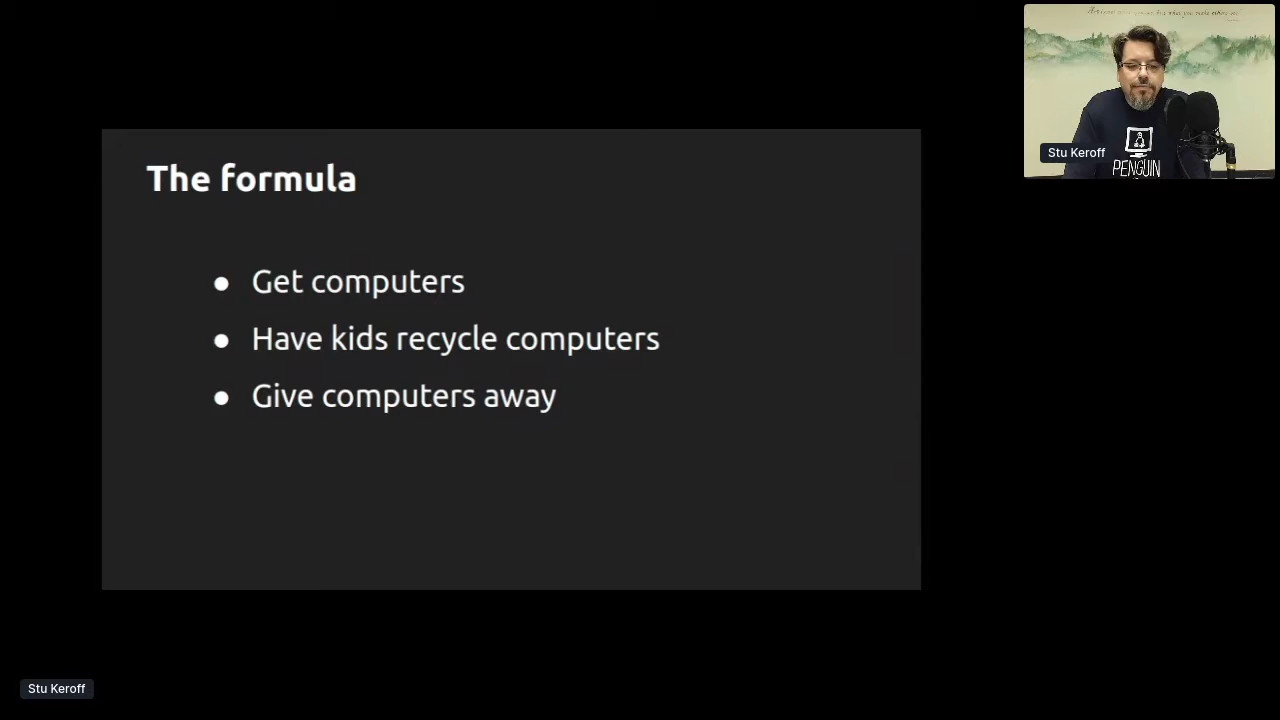 The formula
● Get computers
● Have kids recycle computers
● Give computers away
Stu Keroff
PENGUIN
Stu Keroff